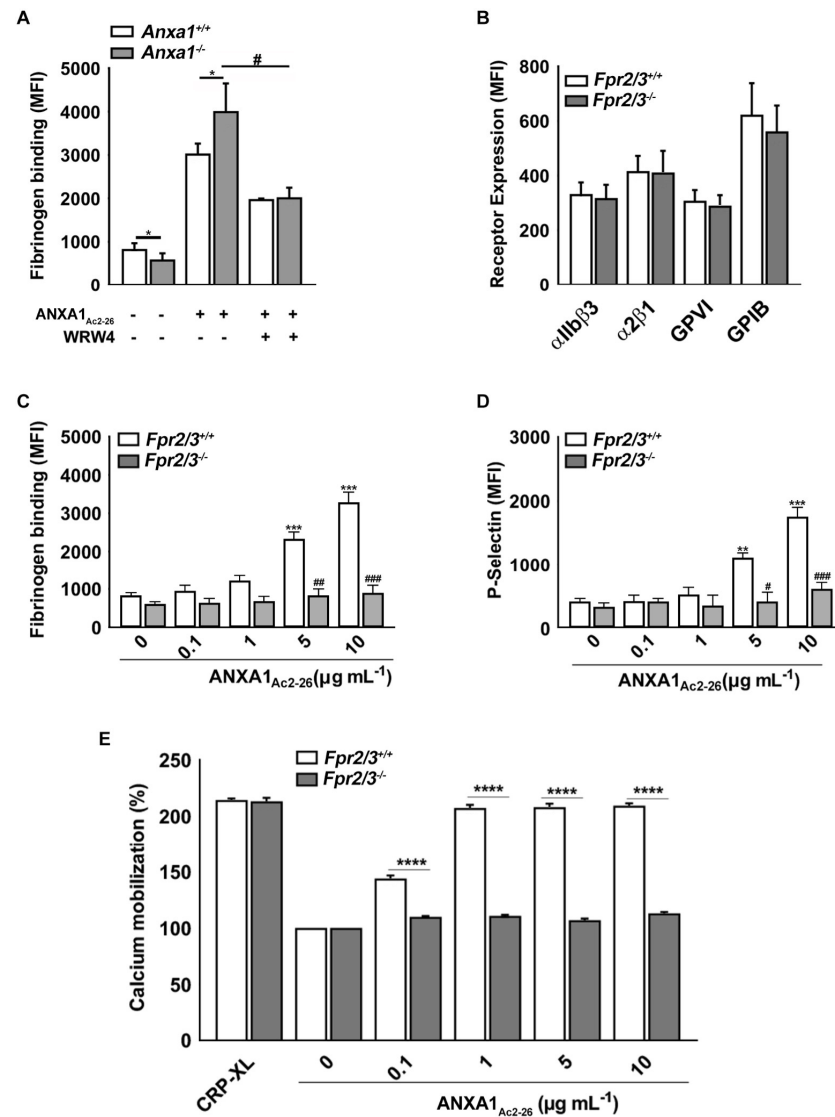 A
Anxa1+/+
Anxa1-/-
Fibrinogen binding (MFI)
5000
4000
3000
2000
1000
0
*
*
#
ANXA1Ac2-26 - - + + + +
WRW4 - - - - + +
B
Fpr2/3+/+
Fpr2/3-/-
Receptor Expression (MFI)
800
600
400
200
0
αIIbβ3 α2β1 GPVI GPIB
C
Fpr2/3+/+
Fpr2/3-/-
Fibrinogen binding (MFI)
5000
4000
3000
2000
1000
0
***
***
##
###
0 0.1 1 5 10
ANXA1Ac2-26(µg mL-1)
D
Fpr2/3+/+
Fpr2/3-/-
P-Selectin (MFI)
3000
2000
1000
0
**
***
#
###
0 0.1 1 5 10
ANXA1Ac2-26(µg mL-1)
E
Fpr2/3+/+
Fpr2/3-/-
Calcium mobilization (%)
250
200
150
100
50
0
****
****
****
****
CRP-XL 0 0.1 1 5 10
ANXA1Ac2-26 (µg mL-1)